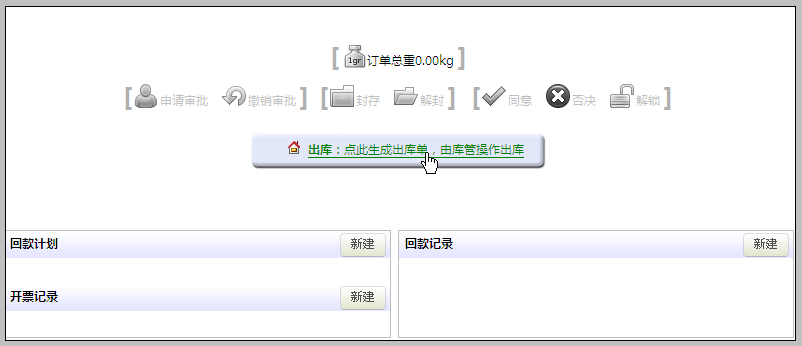 [ 1gr 订单总重0.00kg ]
[ 申请审批 撤销审批 ] [ 封存 解封 ] [ 同意 否决 解锁 ]
出库：点此生成出库单，由库管操作出库
回款计划 新建
回款记录 新建
开票记录 新建